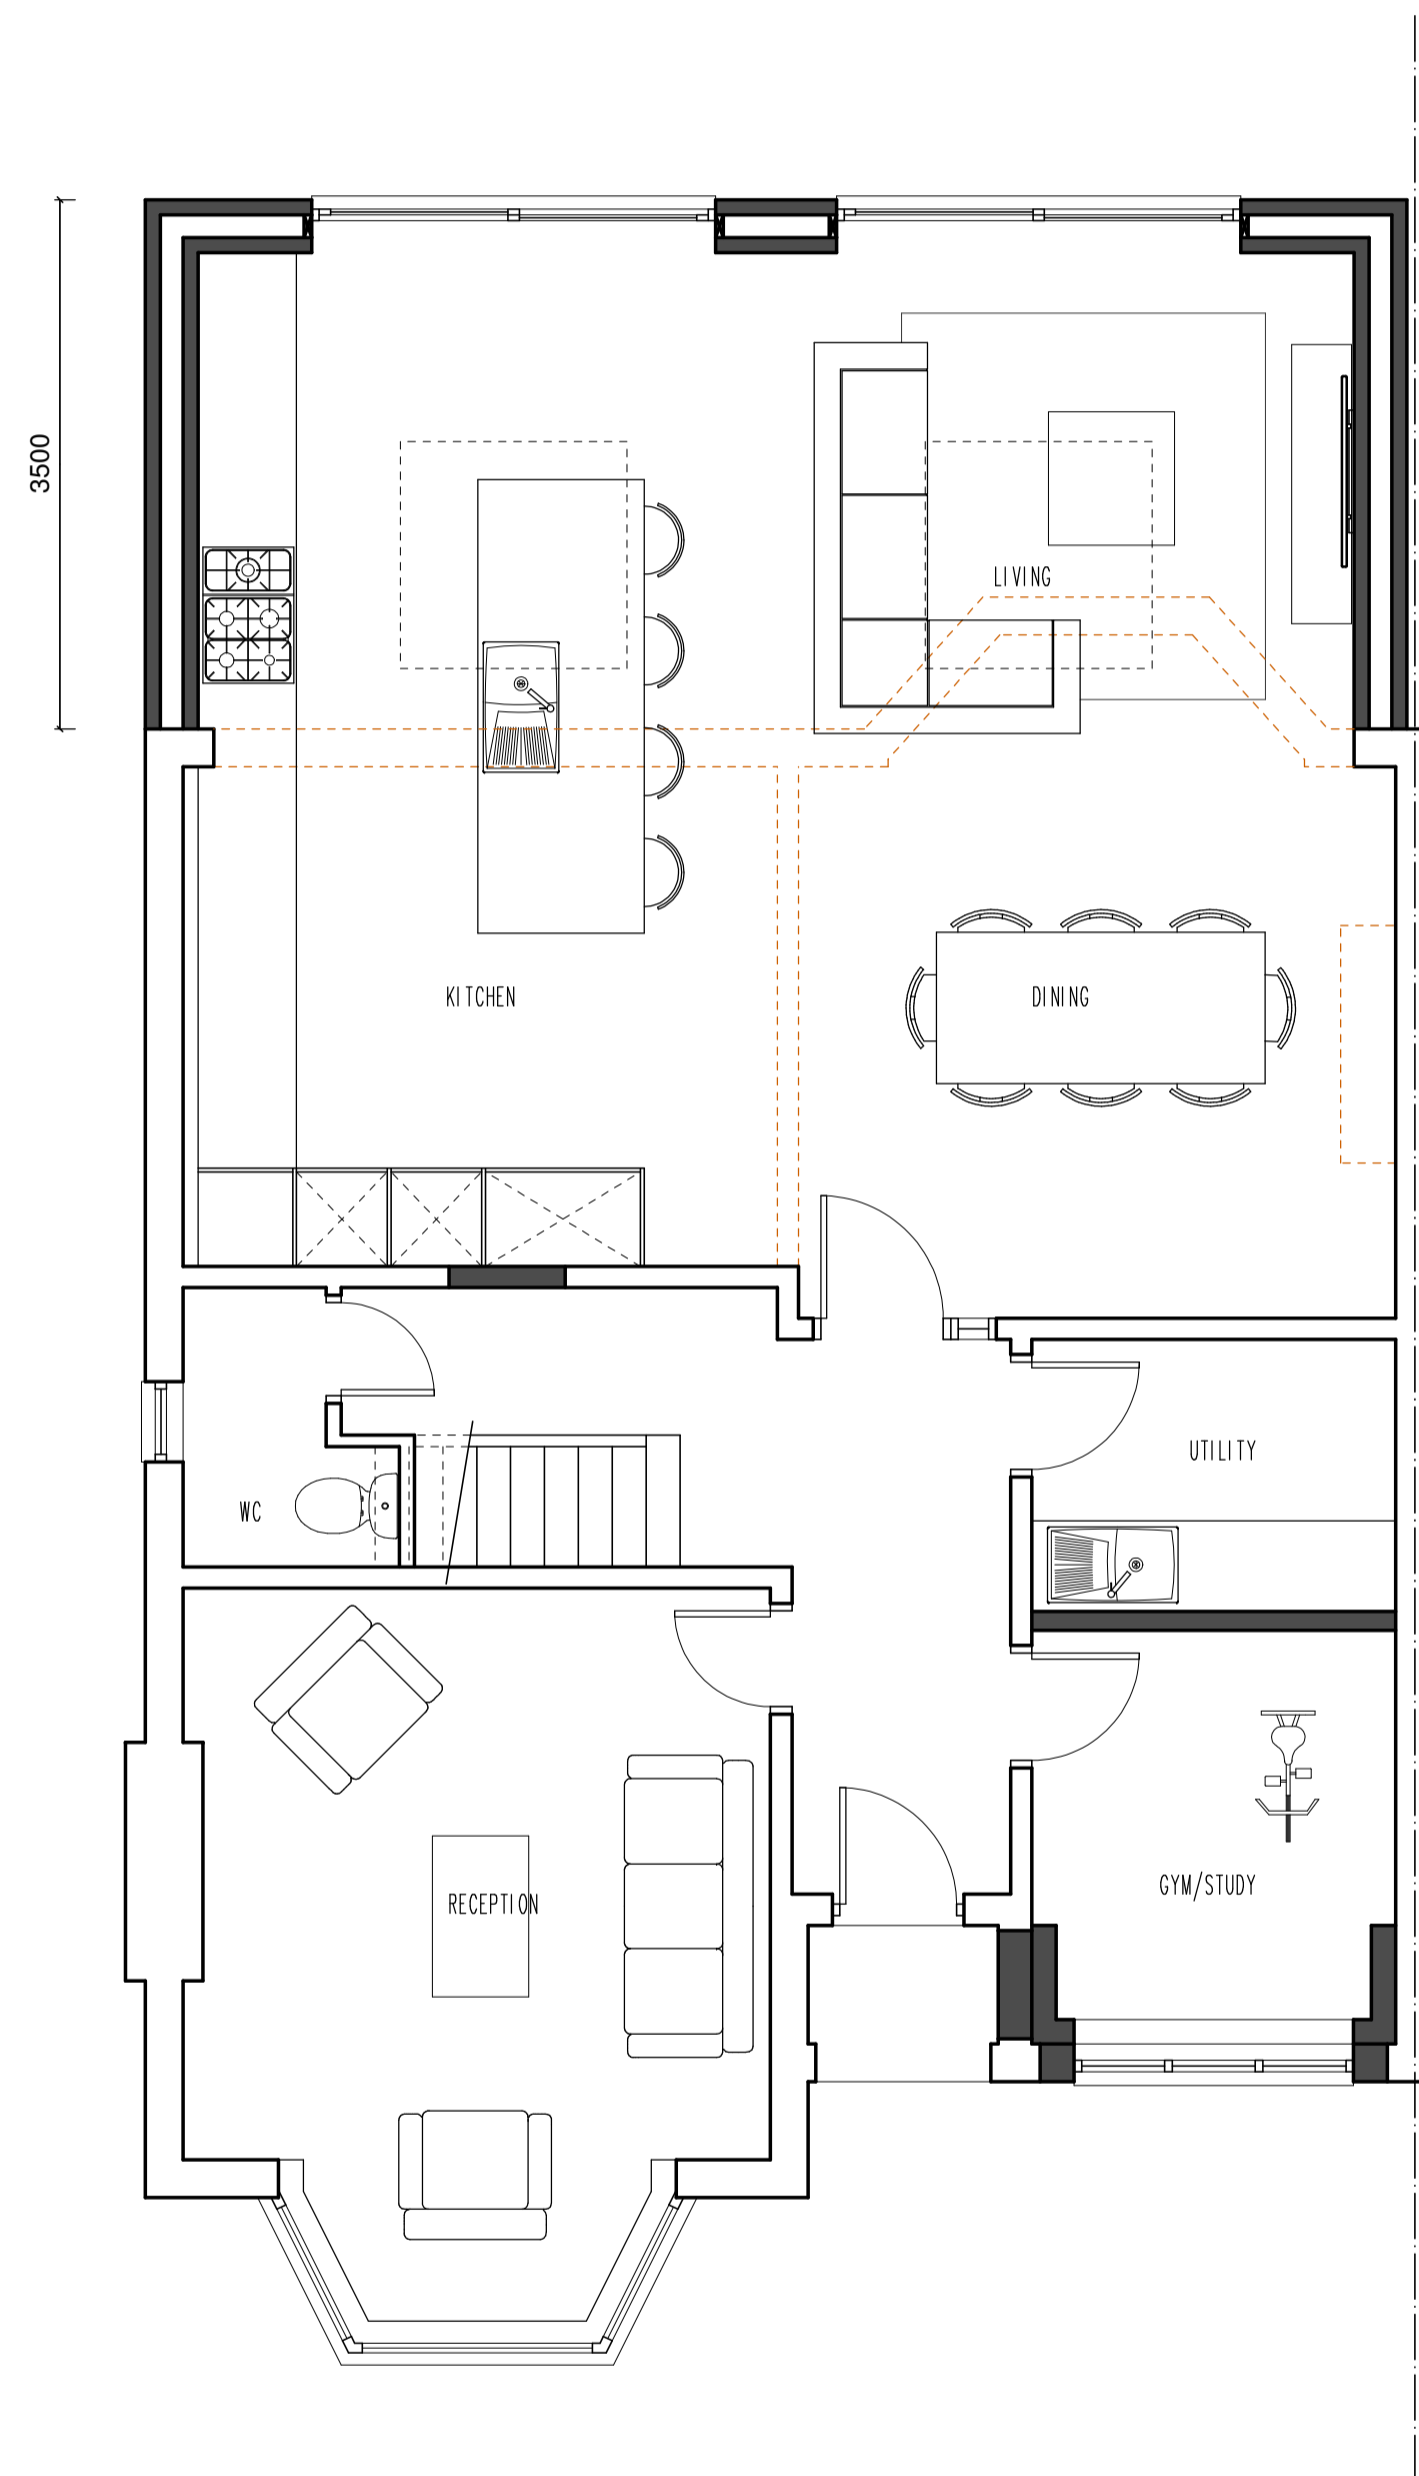 3500
LIVING
KITCHEN
DINING
UTILITY
WC
GYM/STUDY
RECEPTION